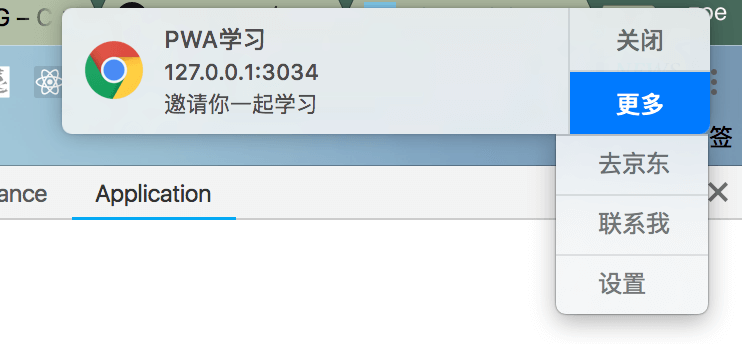 PWA学习
127.0.0.1:3034
邀请你一起学习
关闭
更多
去京东
联系我
设置
签
ance
Application